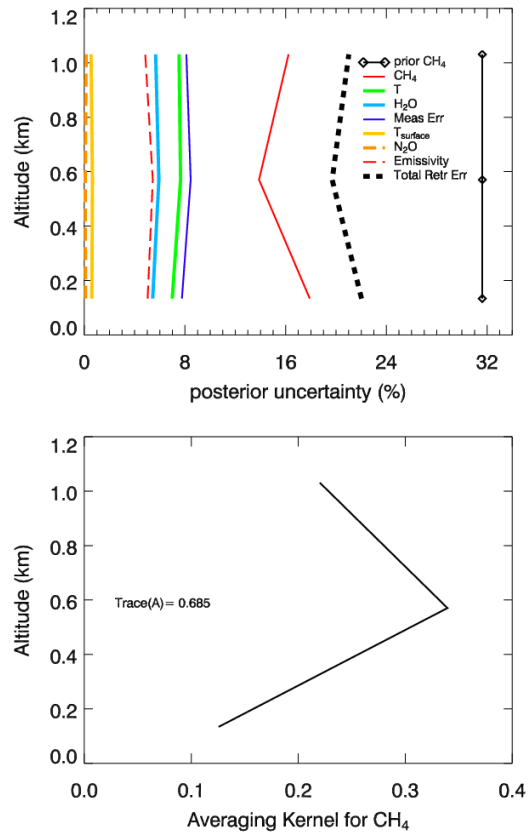 1.2
1.0
0.8
0.6
0.4
0.2
0.0
Altitude (km)
prior CH4
CH4
T
H2O
Meas Err
Tsurface
N2O
Emissivity
Total Retr Err
0 8 16 24 32
posterior uncertainty (%)
1.2
1.0
0.8
0.6
0.4
0.2
0.0
Altitude (km)
Trace(A)= 0.685
0.0 0.1 0.2 0.3 0.4
Averaging Kernel for CH4